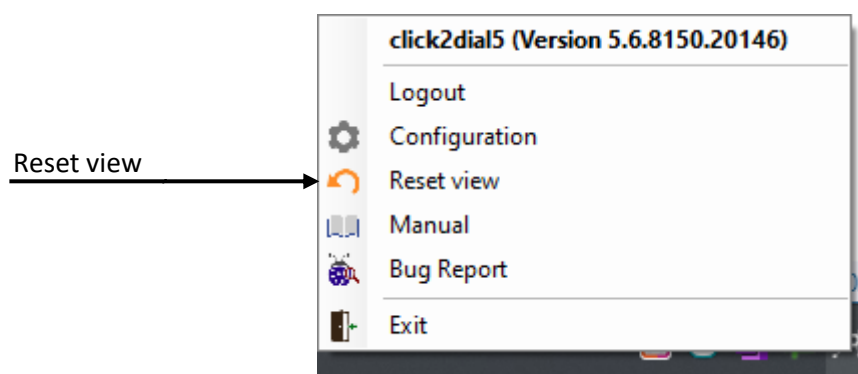 click2dial5 (Version 5.6.8150.20146)
Logout
Configuration
Reset view
Reset view
Manual
Bug Report
Exit